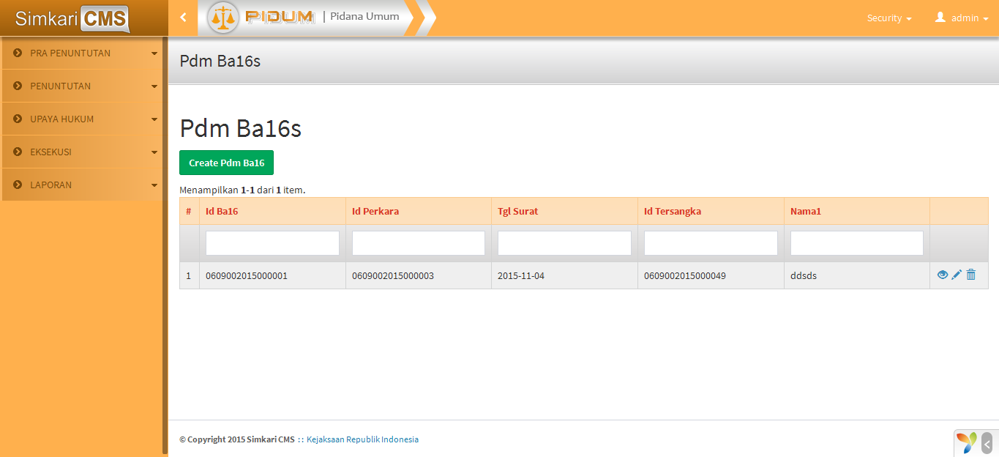 Simkari CMS
PIDUM | Pidana Umum
Security
admin
PRA PENUNTUTAN
PENUNTUTAN
UPAYA HUKUM
EKSEKUSI
LAPORAN
Pdm Ba16s
Pdm Ba16s
Create Pdm Ba16
Menampilkan 1-1 dari 1 item.
# Id Ba16 Id Perkara Tgl Surat Id Tersangka Nama1
1 0609002015000001 0609002015000003 2015-11-04 0609002015000049 ddsds
© Copyright 2015 Simkari CMS :: Kejaksaan Republik Indonesia